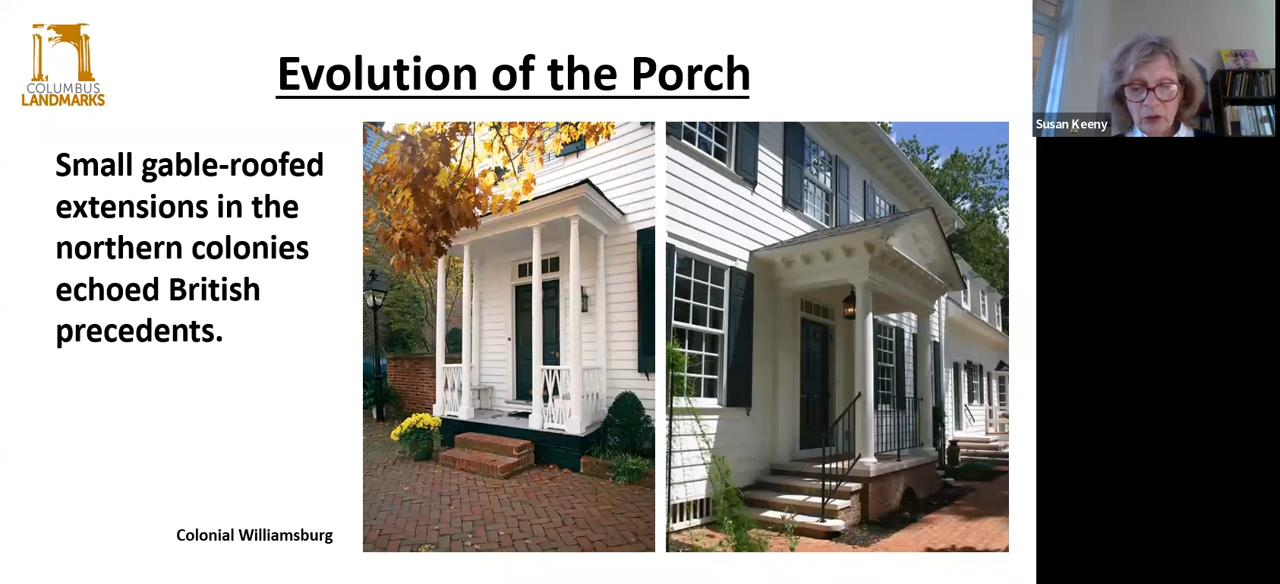 COLUMBUS
LANDMARKS
Evolution of the Porch
Susan Keeny
Small gable-roofed
extensions in the
northern colonies
echoed British
precedents.
Colonial Williamsburg